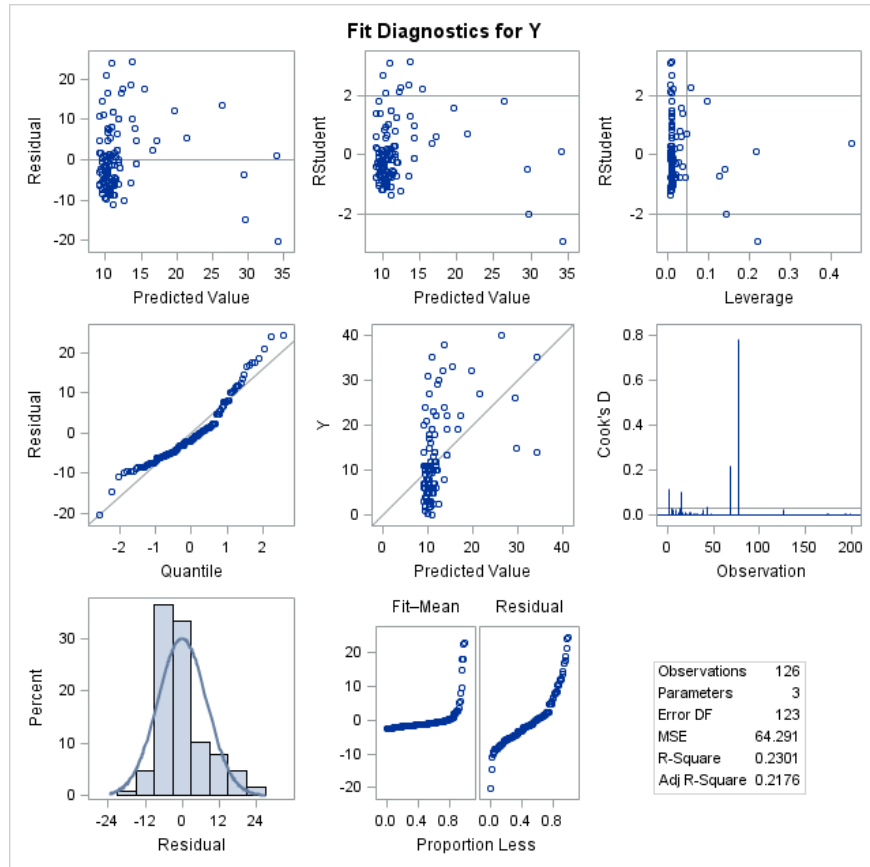 Fit Diagnostics for Y
Residual
20
10
0
-10
-20
10 15 20 25 30 35
Predicted Value
RStudent
2
0
-2
10 15 20 25 30 35
Predicted Value
RStudent
2
0
-2
0.0 0.1 0.2 0.3 0.4
Leverage
Residual
20
10
0
-10
-20
-2 -1 0 1 2
Quantile
Y
40
30
20
10
0
0 10 20 30 40
Predicted Value
Cook's D
0.8
0.6
0.4
0.2
0.0
0 50 100 150 200
Observation
Percent
30
20
10
0
-24 -12 0 12 24
Residual
Fit–Mean Residual
20
10
0
-10
-20
0.0 0.4 0.8 0.0 0.4 0.8
Proportion Less
Observations 126
Parameters 3
Error DF 123
MSE 64.291
R-Square 0.2301
Adj R-Square 0.2176